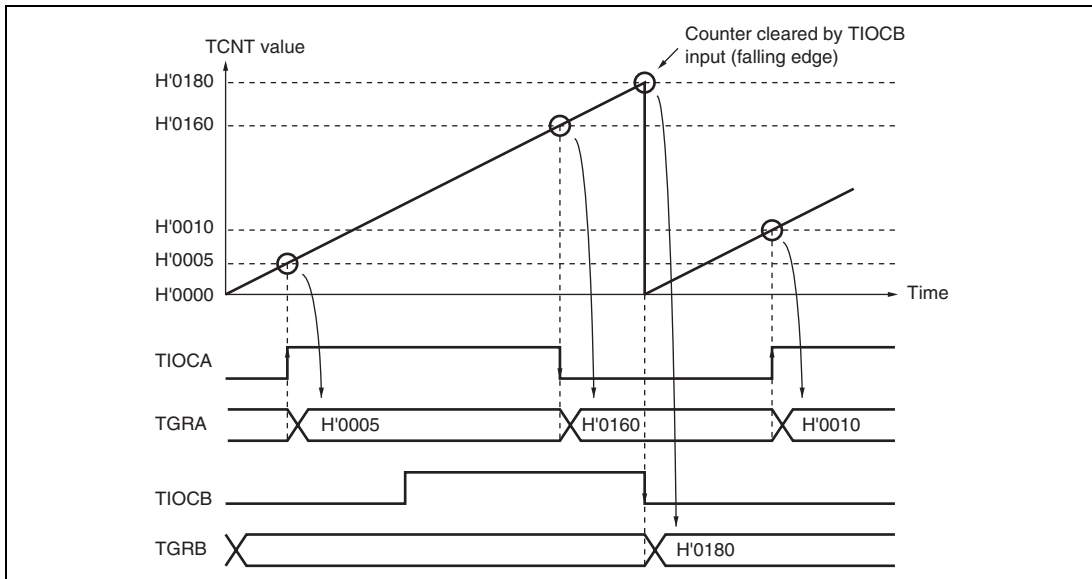 Counter cleared by TIOCB
input (falling edge)
TCNT value
H'0180
H'0160
H'0010
H'0005
H'0000
Time
TIOCA
TGRA
H'0005
H'0160
H'0010
TIOCB
TGRB
H'0180